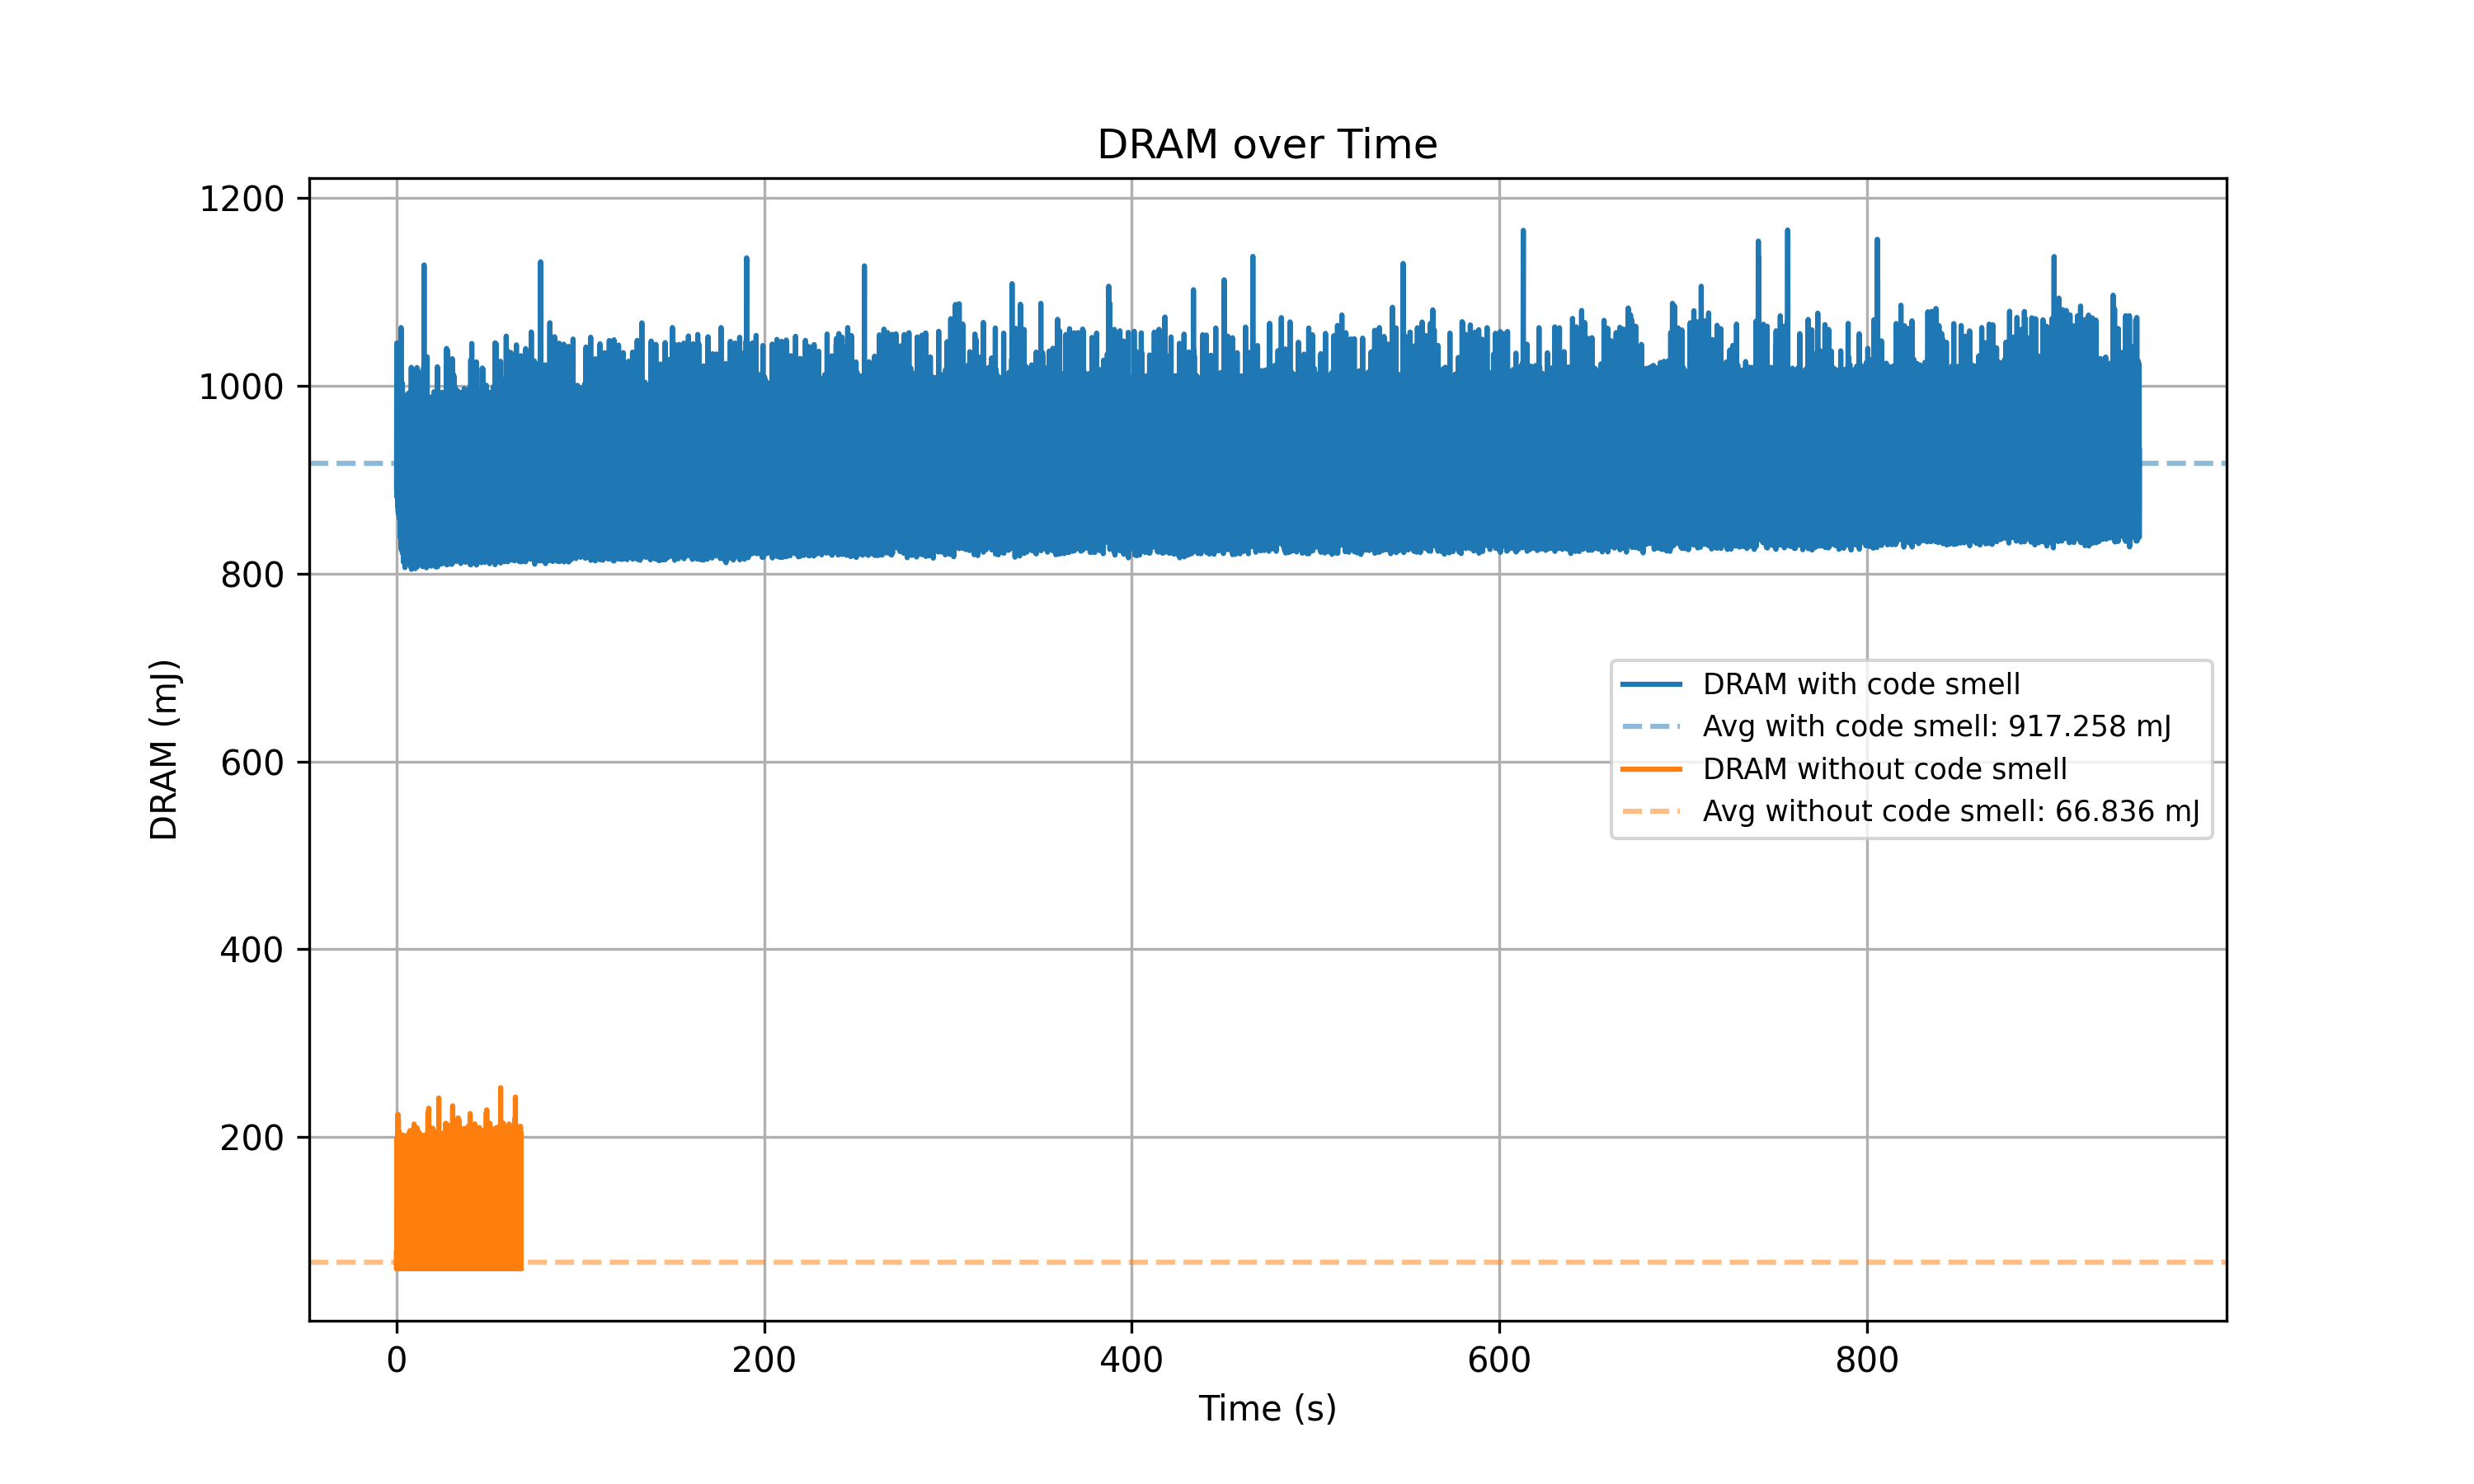 DRAM over Time
1200
1000
800
600
400
200
DRAM (mJ)
DRAM with code smell
Avg with code smell: 917.258 mJ
DRAM without code smell
Avg without code smell: 66.836 mJ
0
200
400
600
800
Time (s)